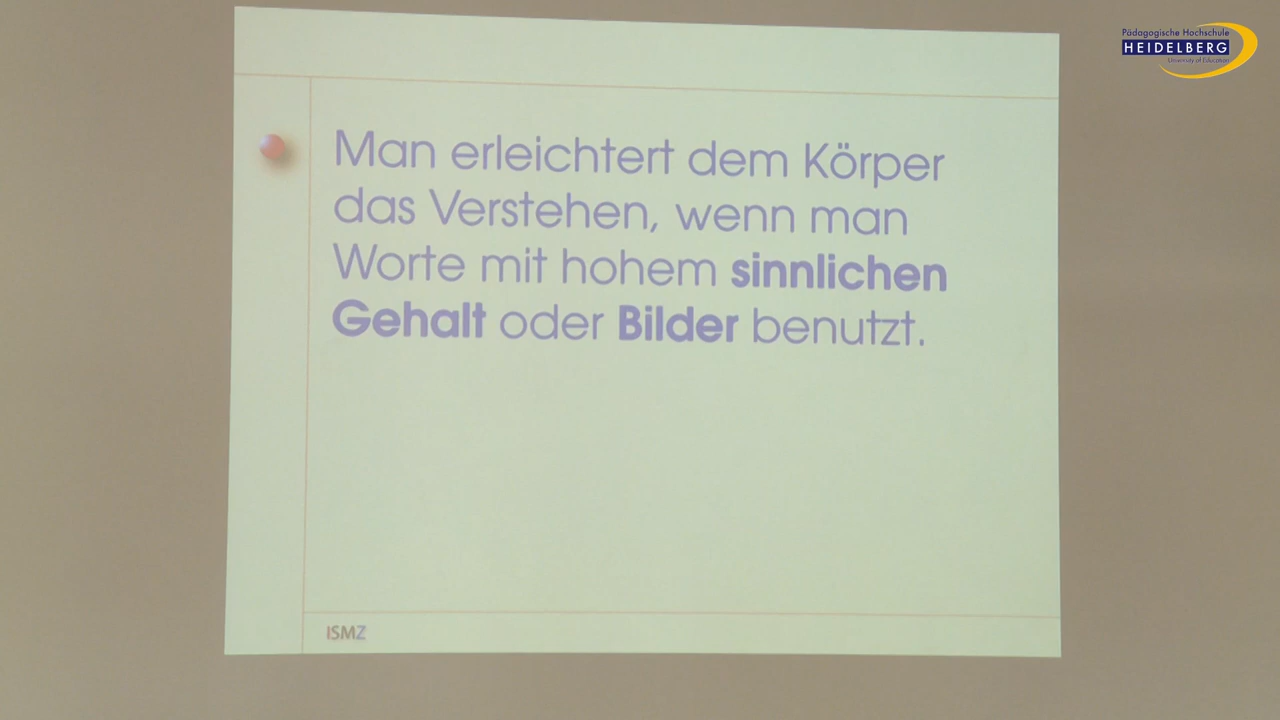 Pädagogische Hochschule
HEIDELBERG
University of Education
Man erleichtert dem Körper
das Verstehen, wenn man
Worte mit hohem sinnlichen
Gehalt oder Bilder benutzt.
ISMZ